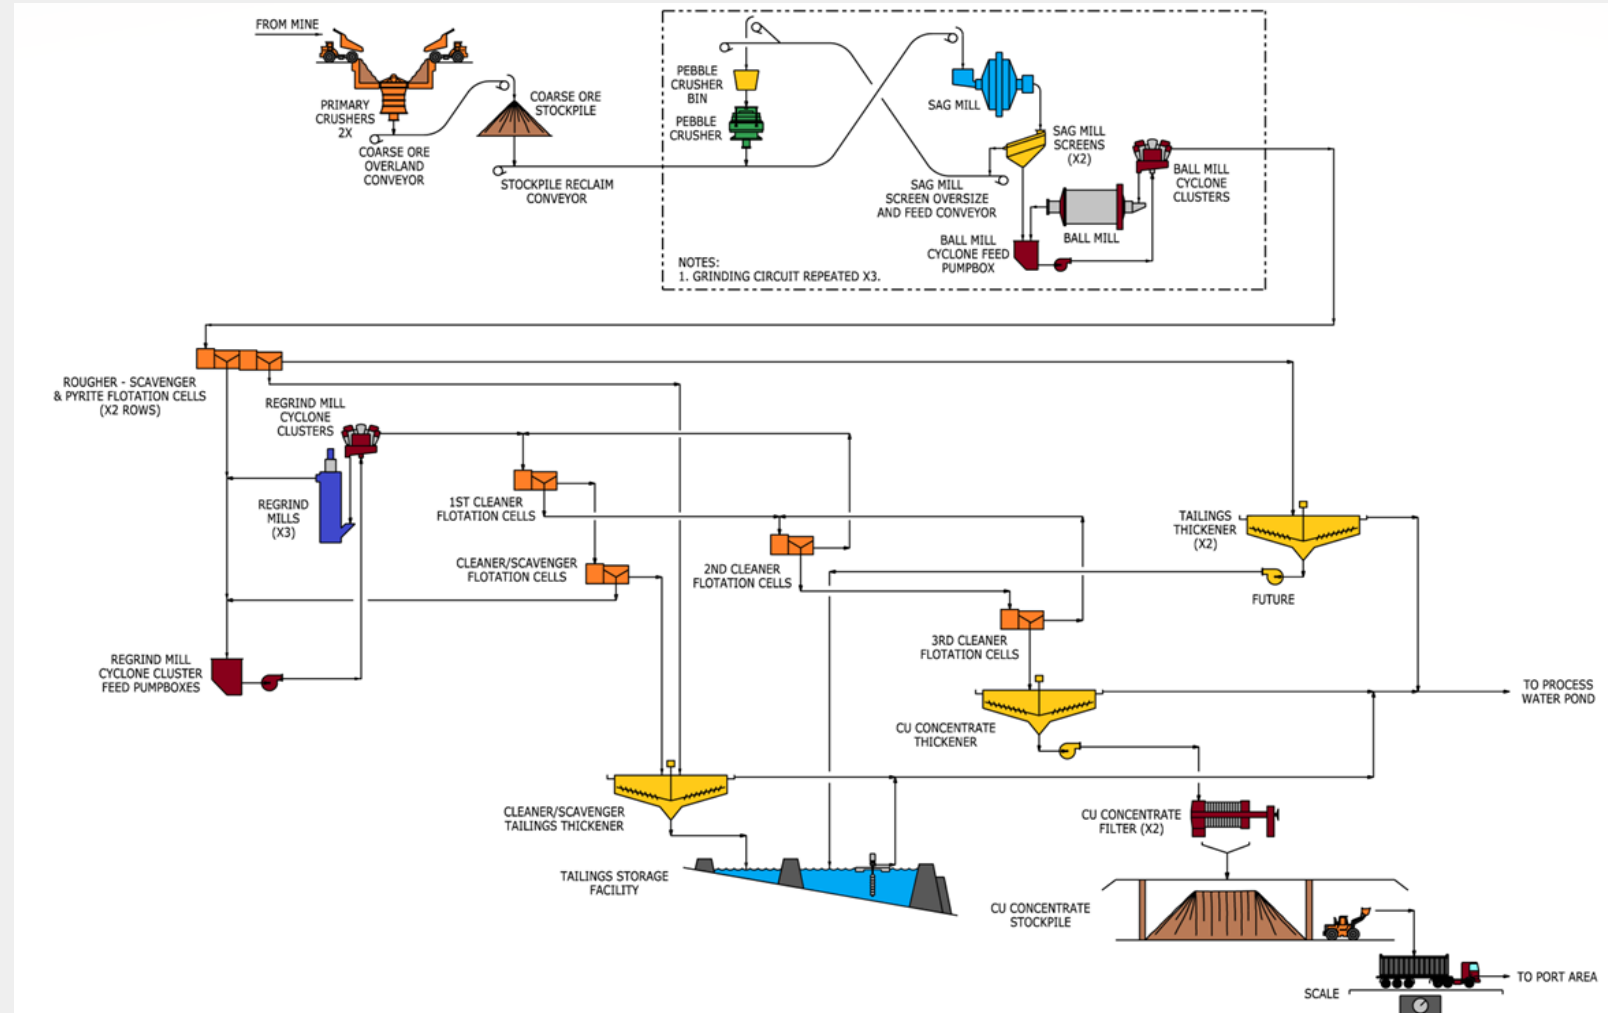 FROM MINE
PRIMARY
CRUSHERS
2X
COARSE ORE
OVERLAND
CONVEYOR
COARSE ORE
STOCKPILE
STOCKPILE RECLAIM
CONVEYOR
PEBBLE
CRUSHER
BIN
PEBBLE
CRUSHER
SAG MILL
SAG MILL
SCREENS
(X2)
SAG MILL
SCREEN OVERSIZE
AND FEED CONVEYOR
BALL MILL
CYCLONE
CLUSTERS
BALL MILL
BALL MILL
CYCLONE FEED
PUMPBOX
NOTES:
1. GRINDING CIRCUIT REPEATED X3.
ROUGHER - SCAVENGER
& PYRITE FLOTATION CELLS
(X2 ROWS)
REGRIND MILL
CYCLONE
CLUSTERS
REGRIND
MILLS
(X3)
1ST CLEANER
FLOTATION CELLS
CLEANER/SCAVENGER
FLOTATION CELLS
2ND CLEANER
FLOTATION CELLS
3RD CLEANER
FLOTATION CELLS
TAILINGS
THICKENER
(X2)
FUTURE
REGRIND MILL
CYCLONE CLUSTER
FEED PUMPBOXES
TO PROCESS
WATER POND
CU CONCENTRATE
THICKENER
CLEANER/SCAVENGER
TAILINGS THICKENER
CU CONCENTRATE
FILTER (X2)
TAILINGS STORAGE
FACILITY
CU CONCENTRATE
STOCKPILE
TO PORT AREA
SCALE